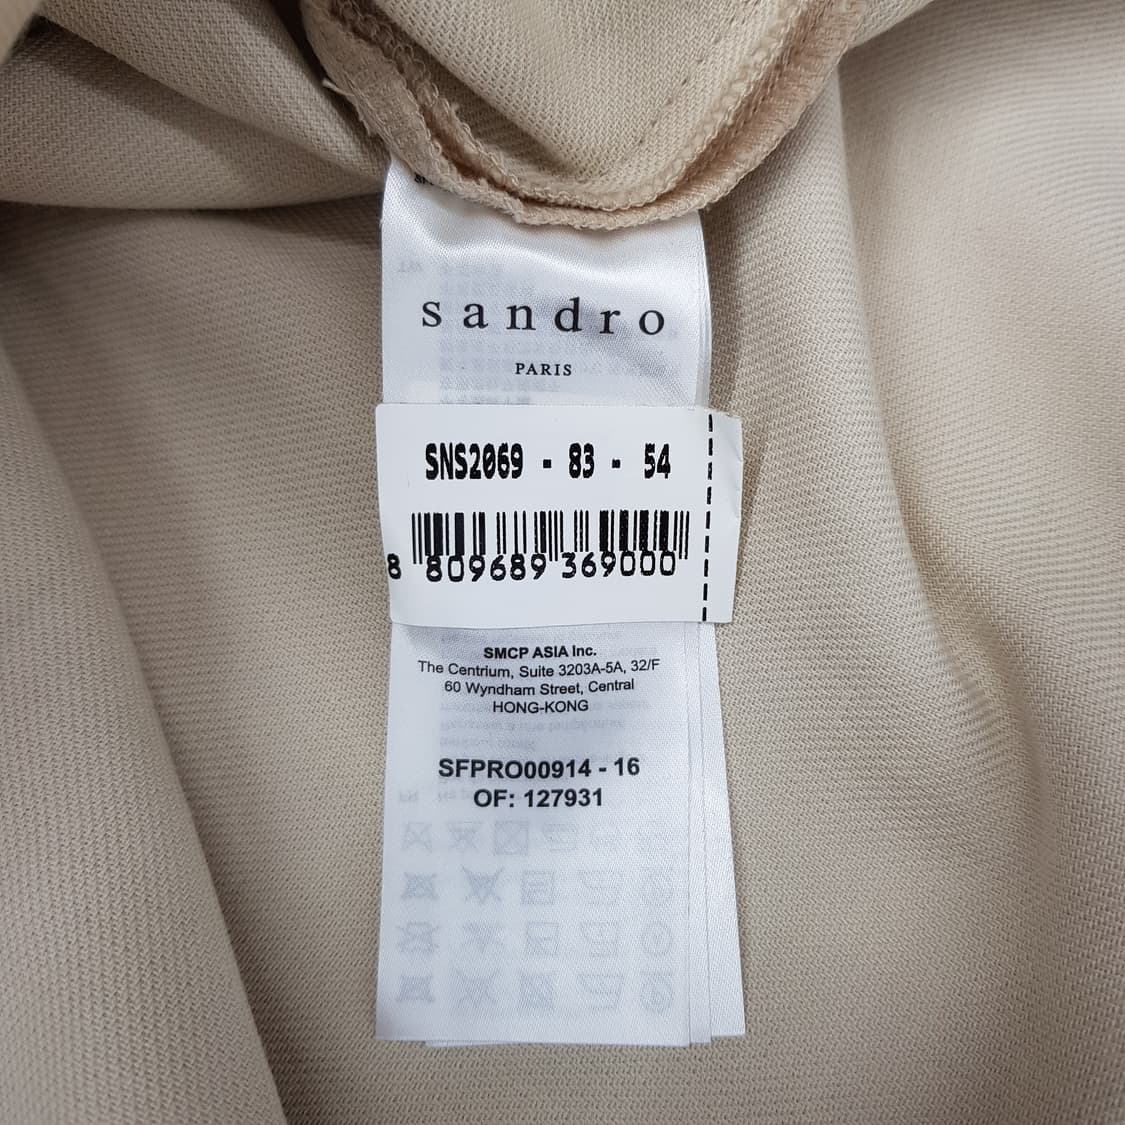 sandro
PARIS
SNS2069 - 83 - 54
8 809689 369000
SMCP ASIA Inc.
The Centrium, Suite 3203A-5A, 32/F
60 Wyndham Street, Central
HONG-KONG
SFPRO00914 - 16
OF: 127931